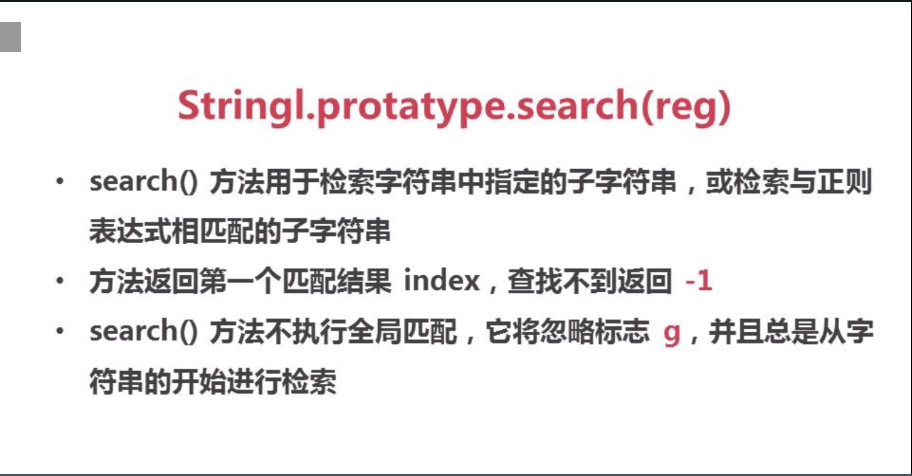 Stringl.protatype.search(reg)
• search() 方法用于检索字符串中指定的子字符串，或检索与正则
表达式相匹配的子字符串
• 方法返回第一个匹配结果 index，查找不到返回 -1
• search() 方法不执行全局匹配，它将忽略标志 g，并且总是从字
符串的开始进行检索